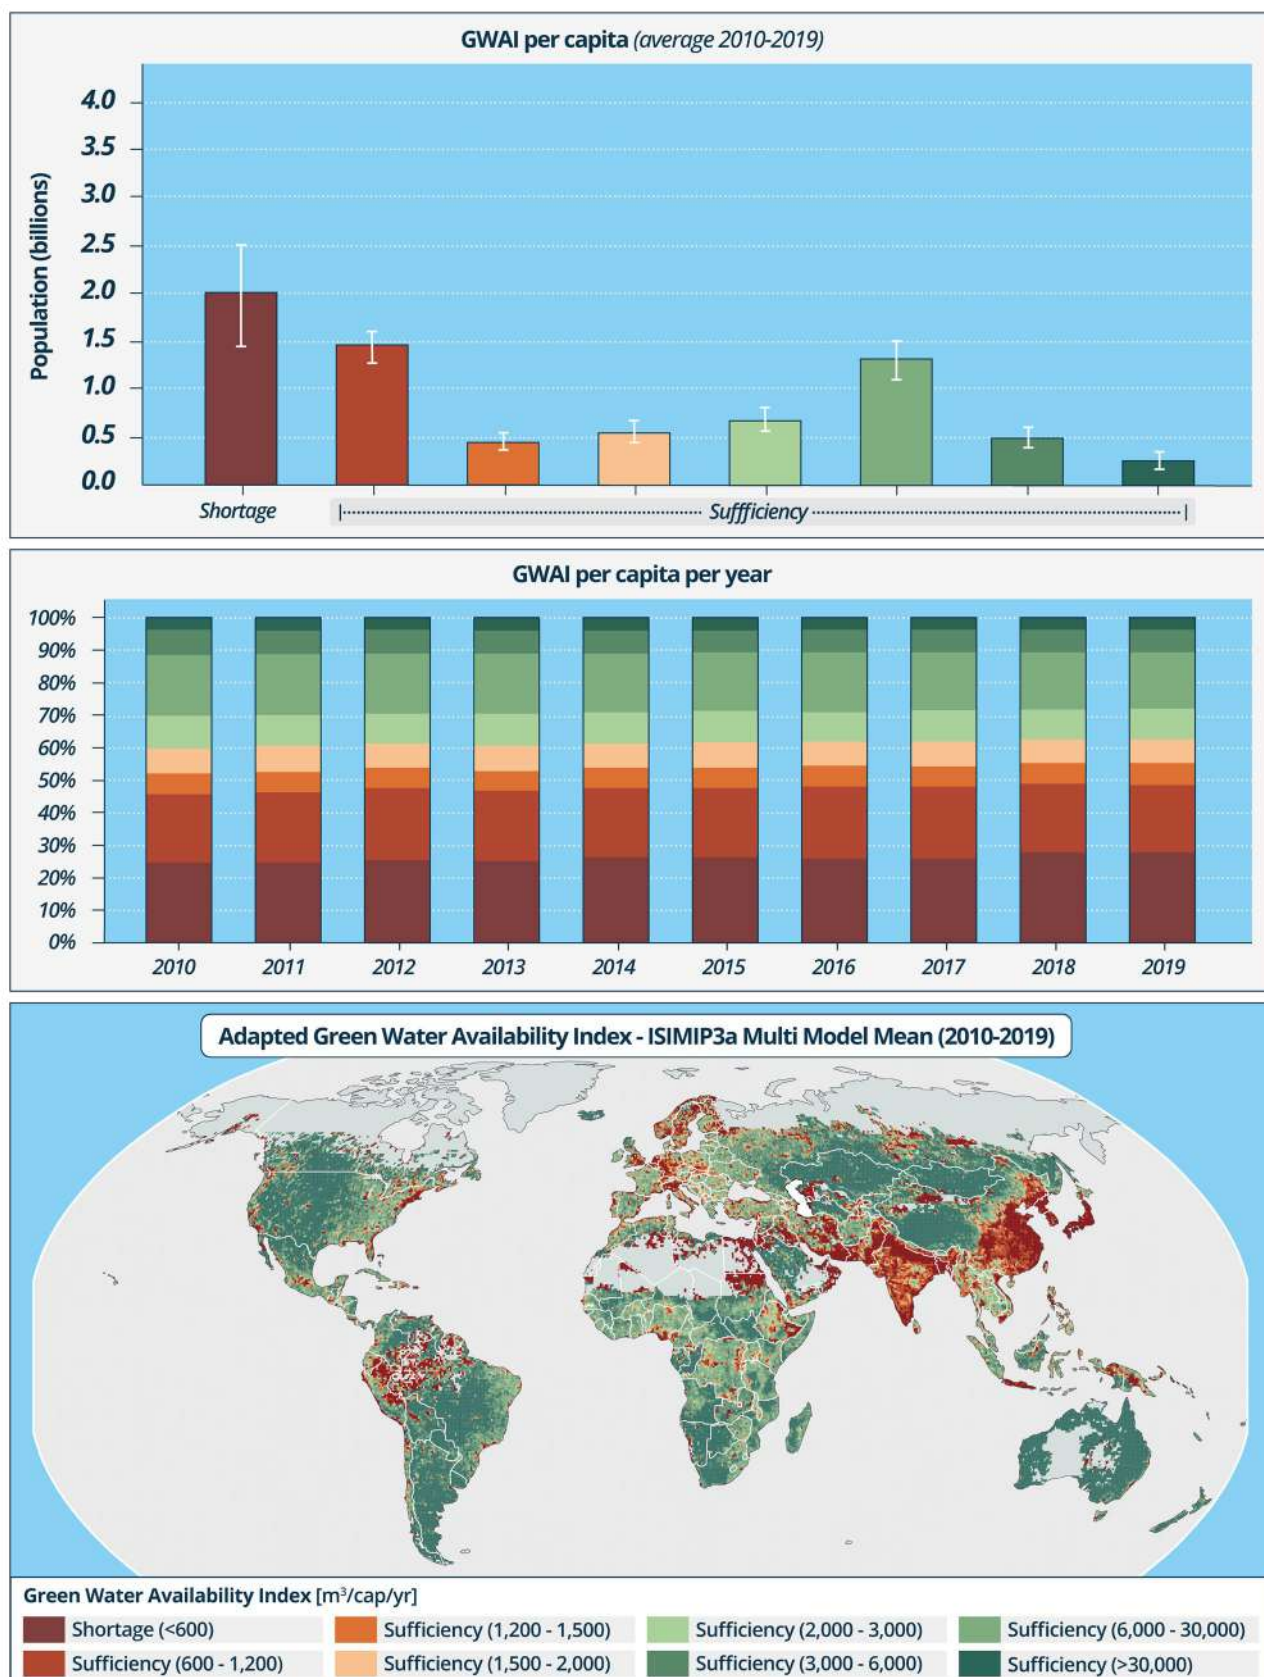 GWAI per capita (average 2010-2019)
Population (billions)
4.0
3.5
3.0
2.5
2.0
1.5
1.0
0.5
0.0
Shortage
Suffficiency
GWAI per capita per year
100%
90%
80%
70%
60%
50%
40%
30%
20%
10%
0%
2010 2011 2012 2013 2014 2015 2016 2017 2018 2019
Adapted Green Water Availability Index - ISIMIP3a Multi Model Mean (2010-2019)
Green Water Availability Index [m³/cap/yr]
Shortage (<600) Sufficiency (1,200 - 1,500) Sufficiency (2,000 - 3,000) Sufficiency (6,000 - 30,000)
Sufficiency (600 - 1,200) Sufficiency (1,500 - 2,000) Sufficiency (3,000 - 6,000) Sufficiency (>30,000)